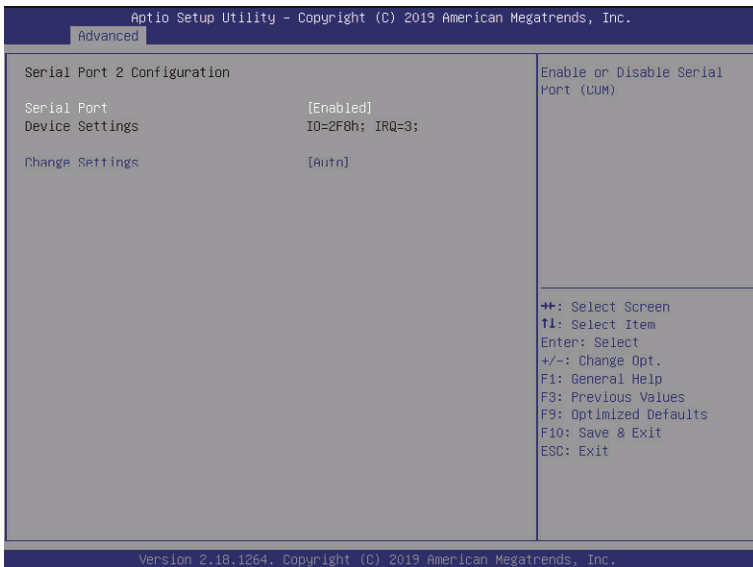 Aptio Setup Utility – Copyright (C) 2019 American Megatrends, Inc.
Advanced
Serial Port 2 Configuration
Serial Port [Enabled]
Device Settings IO=2F8h; IRQ=3;
Change Settings [Auto]
Enable or Disable Serial
Port (COM)
→←: Select Screen
↑↓: Select Item
Enter: Select
+/-: Change Opt.
F1: General Help
F3: Previous Values
F9: Optimized Defaults
F10: Save & Exit
ESC: Exit
Version 2.18.1264. Copyright (C) 2019 American Megatrends, Inc.